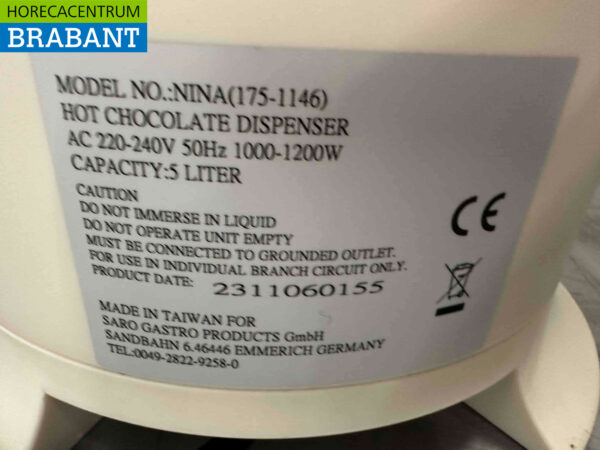 HORECACENTRUM
BRABANT
MODEL NO.:NINA(175-1146)
HOT CHOCOLATE DISPENSER
AC 220-240V 50Hz 1000-1200W
CAPACITY:5 LITER
CAUTION
DO NOT IMMERSE IN LIQUID
DO NOT OPERATE UNIT EMPTY
MUST BE CONNECTED TO GROUNDED OUTLET.
FOR USE IN INDIVIDUAL BRANCH CIRCUIT ONLY.
PRODUCT DATE: 2311060155
MADE IN TAIWAN FOR
SARO GASTRO PRODUCTS GmbH
SANDBAHN 6.46446 EMMERICH GERMANY
TEL:0049-2822-9258-0
CE